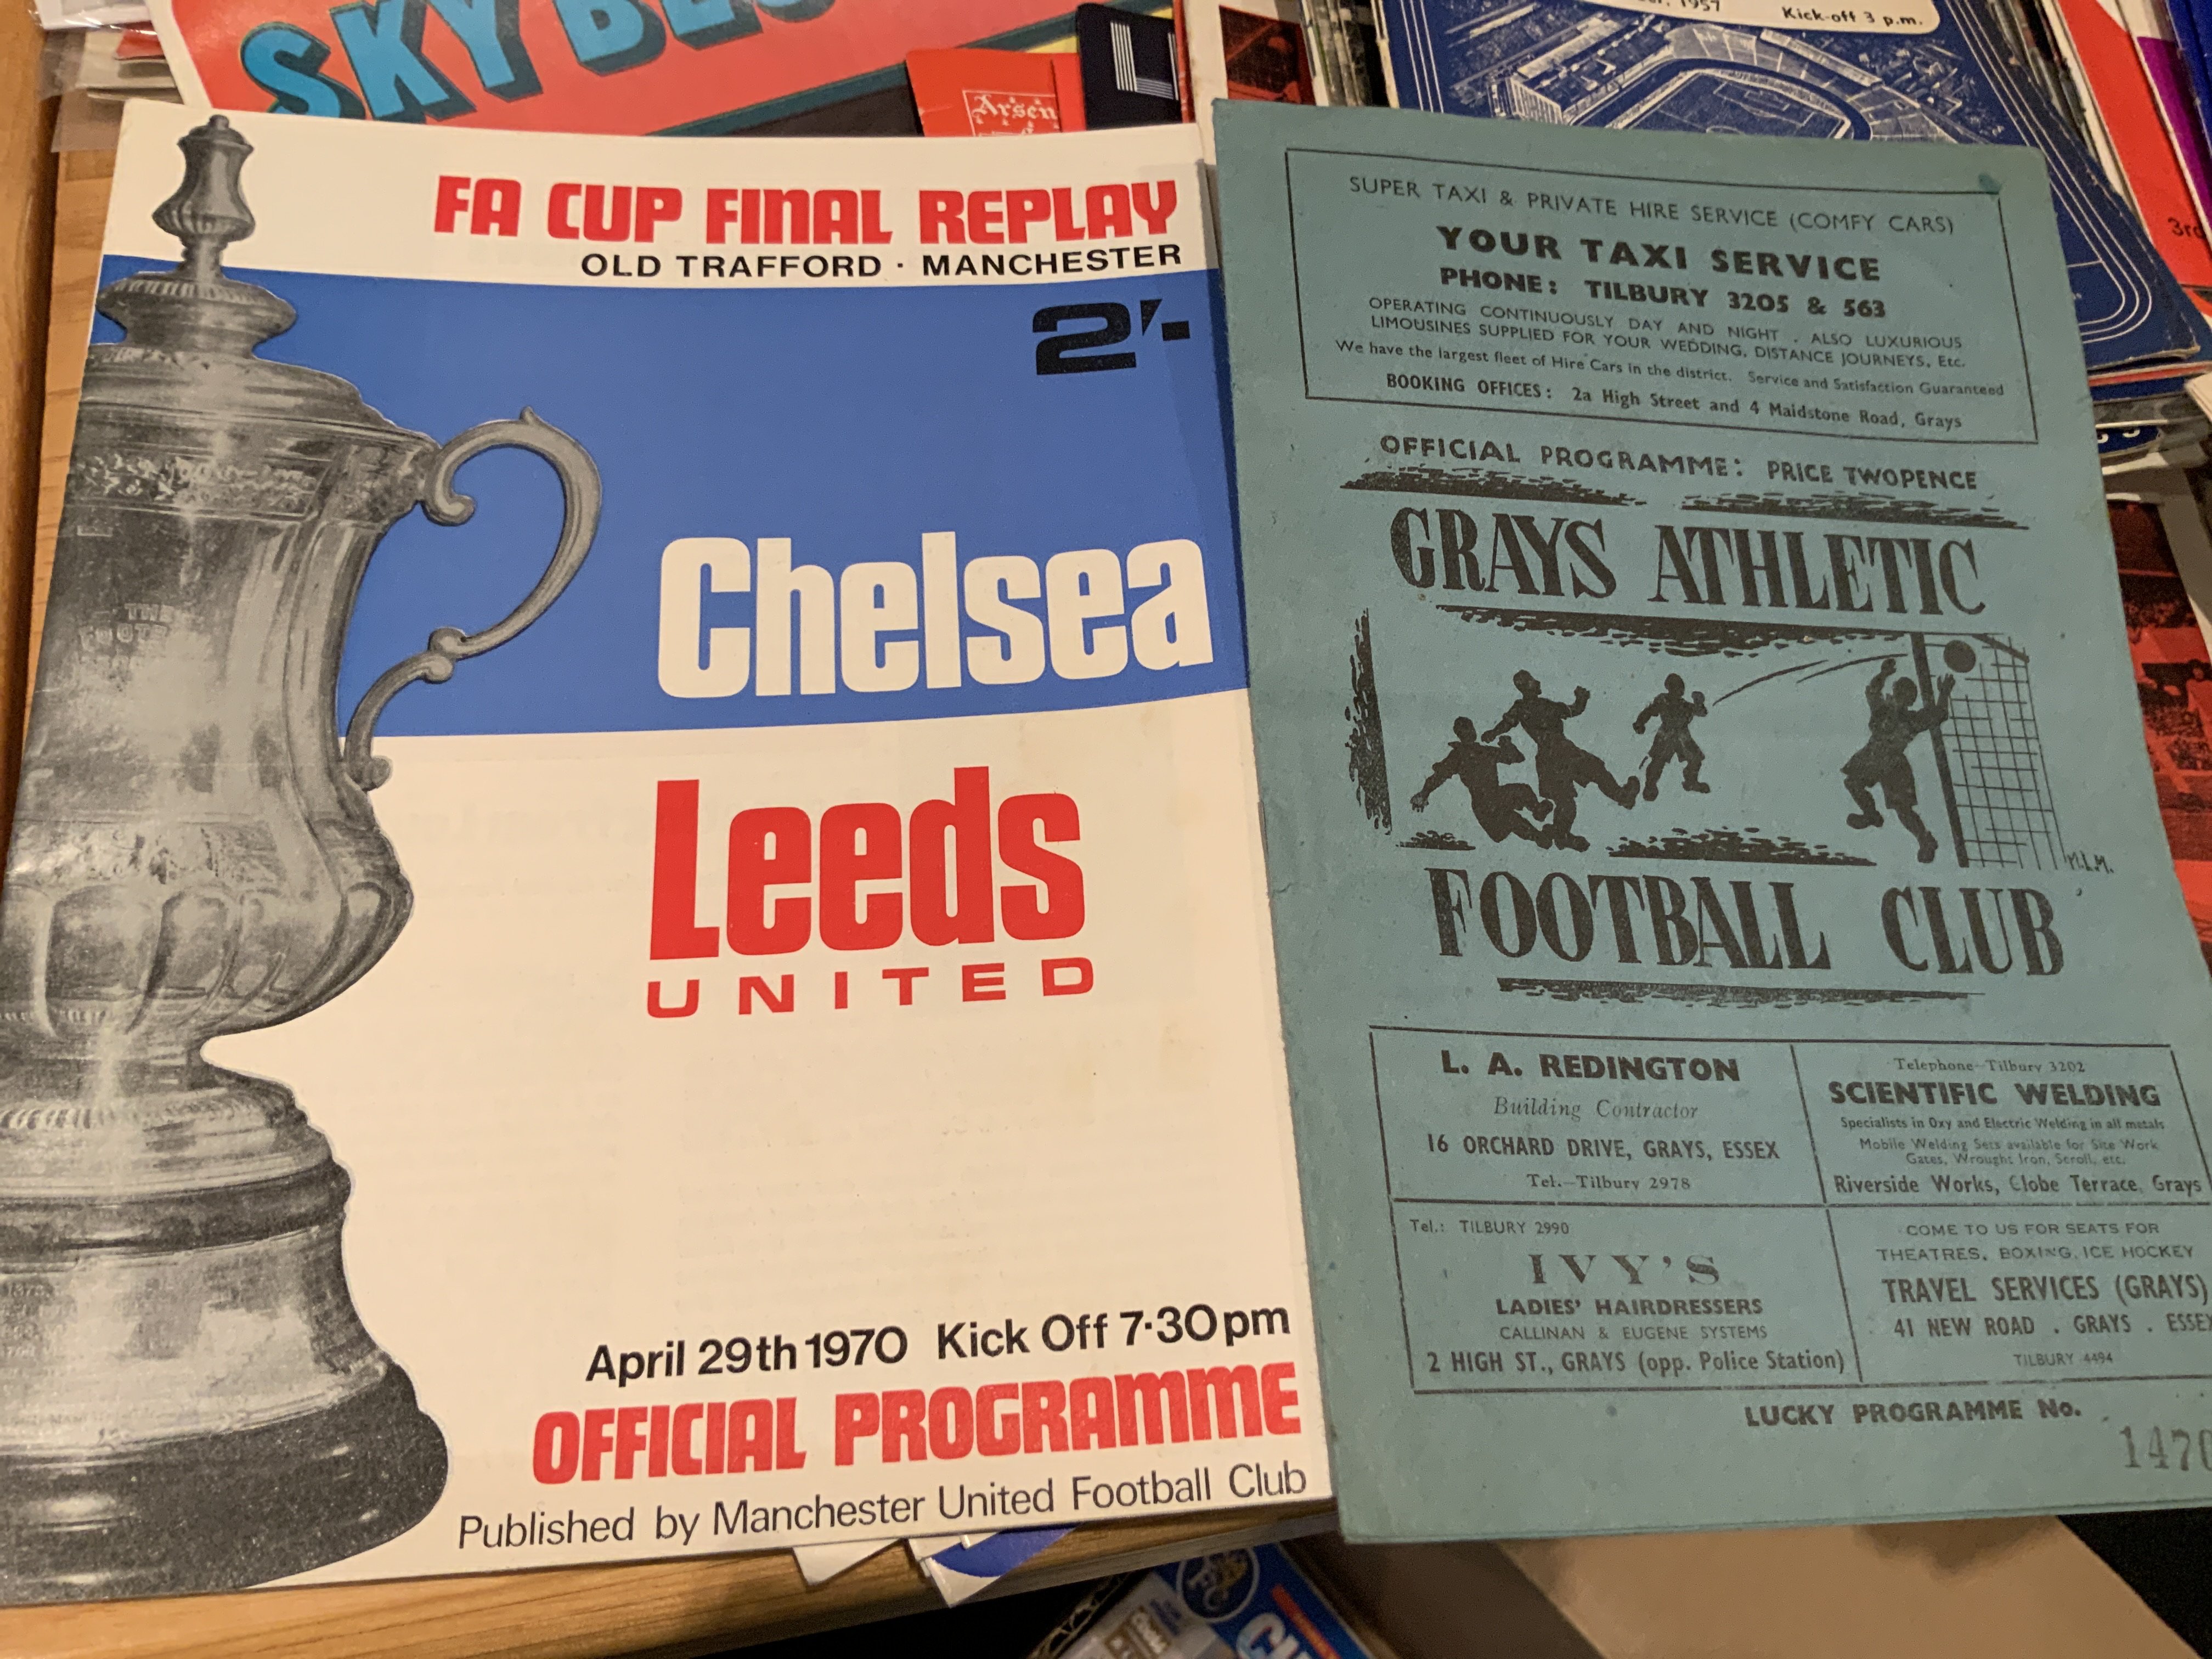 SKY BL
Arsen
1957
Kick-off 3 p.m.
3rd
FA CUP FINAL REPLAY
OLD TRAFFORD · MANCHESTER
2/-
Chelsea
Leeds
UNITED
April 29th 1970 Kick Off 7·30pm
OFFICIAL PROGRAMME
Published by Manchester United Football Club
THE
FOOTB
SUPER TAXI & PRIVATE HIRE SERVICE (COMFY CARS)
YOUR TAXI SERVICE
PHONE: TILBURY 3205 & 563
OPERATING CONTINUOUSLY DAY AND NIGHT . ALSO LUXURIOUS
LIMOUSINES SUPPLIED FOR YOUR WEDDING, DISTANCE JOURNEYS, Etc.
We have the largest fleet of Hire Cars in the district. Service and Satisfaction Guaranteed
BOOKING OFFICES: 2a High Street and 4 Maidstone Road, Grays
OFFICIAL PROGRAMME: PRICE TWOPENCE
GRAYS ATHLETIC
M.L.M.
FOOTBALL CLUB
L. A. REDINGTON
Building Contractor
16 ORCHARD DRIVE, GRAYS, ESSEX
Tel.—Tilbury 2978
Telephone—Tilbury 3202
SCIENTIFIC WELDING
Specialists in Oxy and Electric Welding in all metals
Mobile Welding Sets available for Site Work
Gates, Wrought Iron, Scroll, etc.
Riverside Works, Globe Terrace, Grays
Tel.: TILBURY 2990
IVY'S
LADIES' HAIRDRESSERS
CALLINAN & EUGENE SYSTEMS
2 HIGH ST., GRAYS (opp. Police Station)
COME TO US FOR SEATS FOR
THEATRES, BOXING, ICE HOCKEY
TRAVEL SERVICES (GRAYS)
41 NEW ROAD . GRAYS . ESSEX
TILBURY 4494
LUCKY PROGRAMME No.
1470